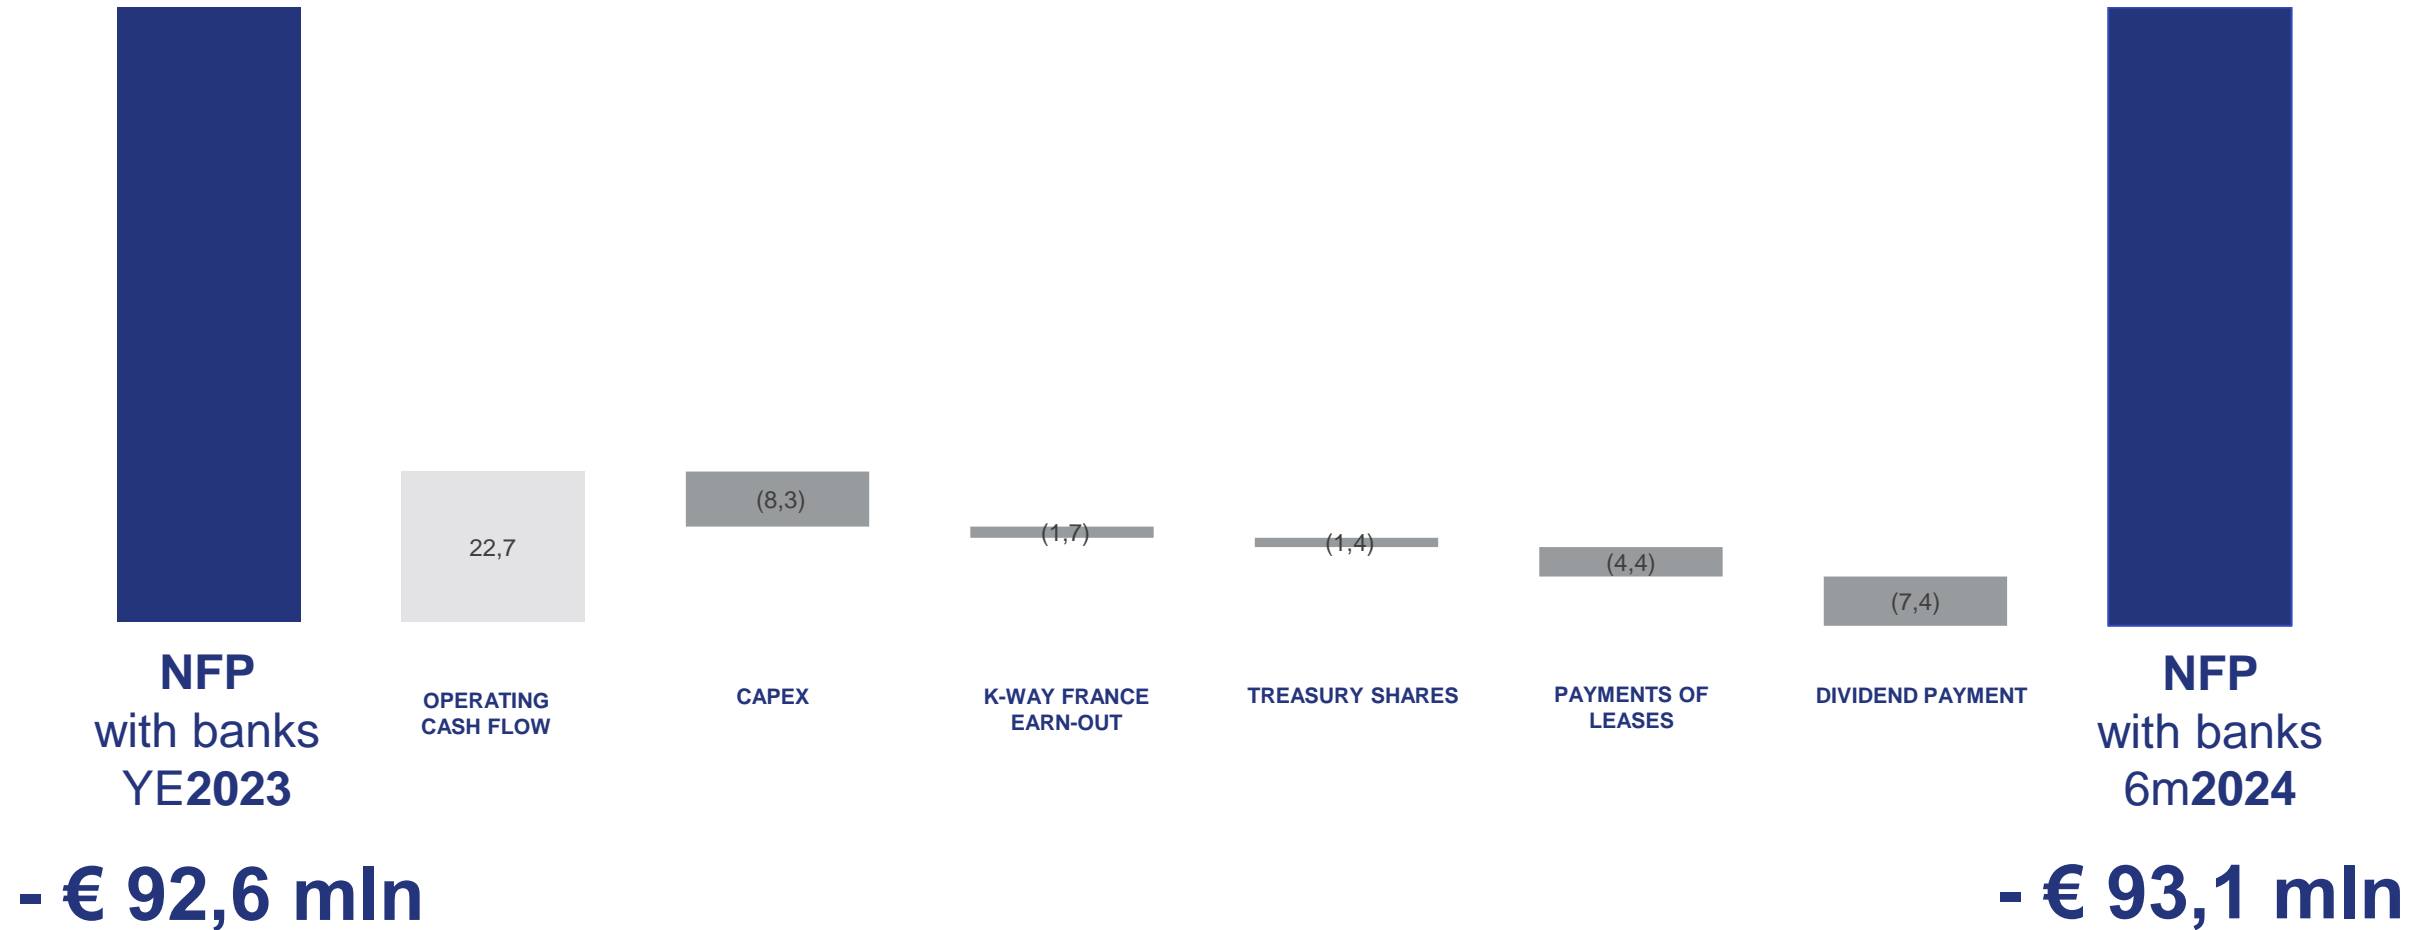 22,7
(8,3)
(1,7)
(1,4)
(4,4)
(7,4)
NFP
with banks
YE2023
OPERATING
CASH FLOW
CAPEX
K-WAY FRANCE
EARN-OUT
TREASURY SHARES
PAYMENTS OF
LEASES
DIVIDEND PAYMENT
NFP
with banks
6m2024
- € 92,6 mln
- € 93,1 mln